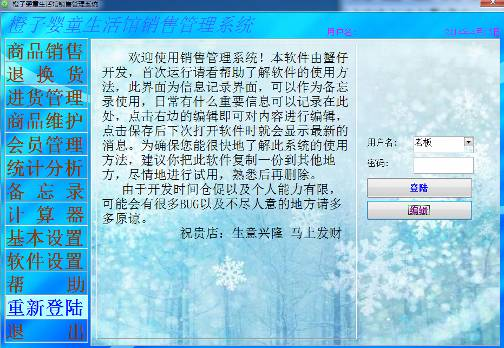 橙了婴童生活馆销售管理系统
橙了婴童生活馆销售管理系统
用户名:
商品销售
退换货
进货管理
商品维护
会员管理
统计分析
备忘录
计算器
基本设置
软件设置
帮助
重新登陆
退出
欢迎使用销售管理系统！本软件由蟹仔
开发，首次运行请看帮助了解软件的使用方
法，此界面为信息记录界面，可以作为备忘
录使用，日常有什么重要信息可以记录在此
处，点击右边的编辑即可对内容进行编辑，
点击保存后下次打开软件时就会显示最新的
消息。为确保您能很快地了解此系统的使用
方法，建议你把此软件复制一份到其他地
方，尽情地进行试用，熟悉后再删除。
由于开发时间仓促以及个人能力有限，
可能会有很多BUG以及不尽人意的地方请多
多原谅。
祝贵店：生意兴隆 马上发财
用户名: 老板
密码:
登陆
编辑